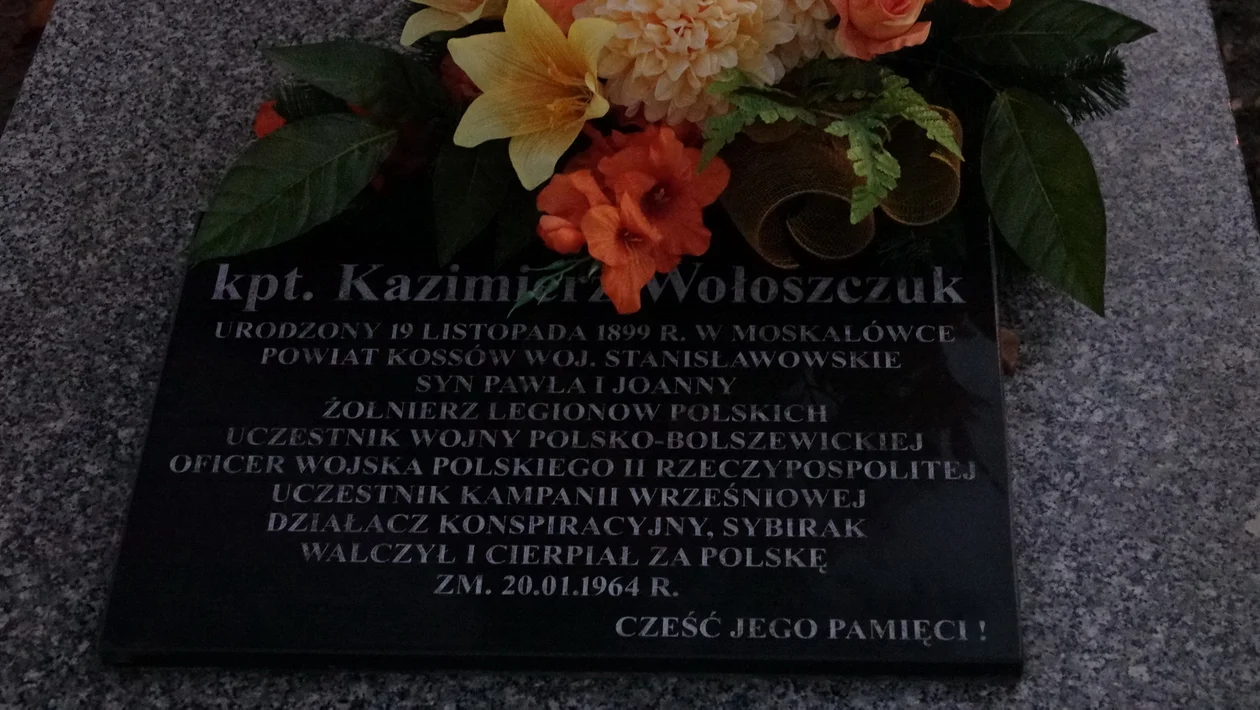 kpt. Kazimierz Wołoszczuk
URODZONY 19 LISTOPADA 1899 R. W MOSKALÓWCE
POWIAT KOSSÓW WOJ. STANISŁAWOWSKIE
SYN PAWŁA I JOANNY
ŻOŁNIERZ LEGIONOW POLSKICH
UCZESTNIK WOJNY POLSKO-BOLSZEWICKIEJ
OFICER WOJSKA POLSKIEGO II RZECZYPOSPOLITEJ
UCZESTNIK KAMPANII WRZEŚNIOWEJ
DZIAŁACZ KONSPIRACYJNY, SYBIRAK
WALCZYŁ I CIERPIAŁ ZA POLSKĘ
ZM. 20.01.1964 R.
CZEŚĆ JEGO PAMIĘCI !